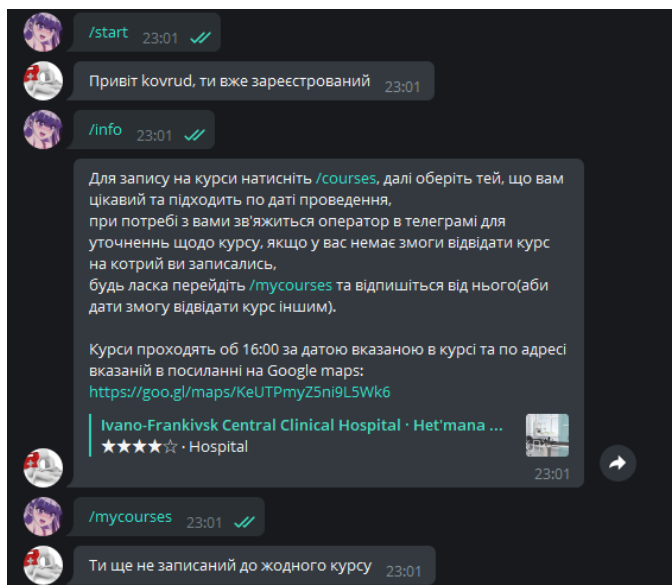 /start 23:01
Привіт kovrud, ти вже зареєстрований 23:01
/info 23:01
Для запису на курси натисніть /courses, далі оберіть тей, що вам
цікавий та підходить по даті проведення,
при потребі з вами зв'яжиться оператор в телеграмі для
уточненнь щодо курсу, якщо у вас немає змоги відвідати курс
на котрий ви записались,
будь ласка перейдіть /mycourses та відпишіться від нього(аби
дати змогу відвідати курс іншим).
Курси проходять об 16:00 за датою вказаною в курсі та по адресі
вказаній в посиланні на Google maps:
https://goo.gl/maps/KeUTPmyZ5ni9L5Wk6
Ivano-Frankivsk Central Clinical Hospital · Het'mana ...
★★★★☆ · Hospital
23:01
/mycourses 23:01
Ти ще не записаний до жодного курсу 23:01